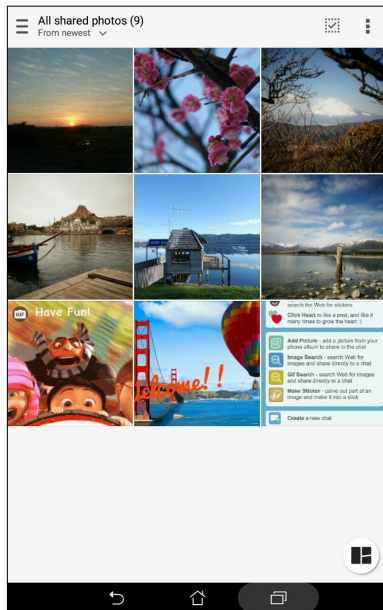 All shared photos (9)
From newest
GIF
Have Fun!
Welcome!!
search the Web for stickers
Click Heart to like a post, and like it
many times to grow the heart :)
Add Picture - add a picture from your
phone album to share to the chat
Image Search - search Web for
images and share directly to a chat
Gif Search - search Web for images
and share directly to a chat
Make Sticker - carve out part of an
image and make it into a stick
Create a new chat